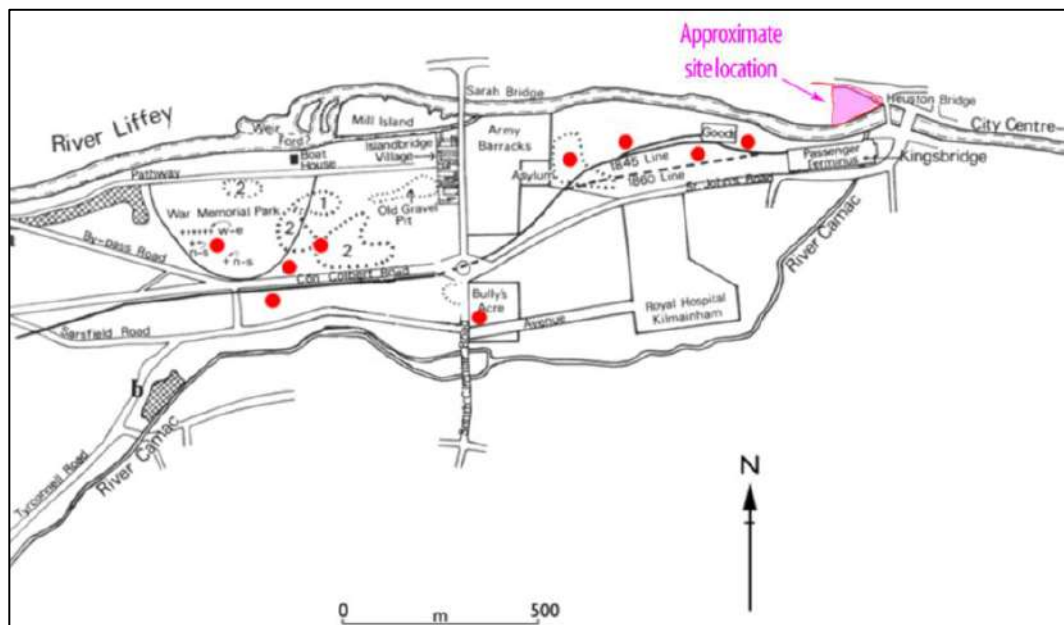 Approximate
site location
Sarah Bridge
Heuston Bridge
River Liffey
Weir
Ford
Mill Island
Army
Barracks
Goods
City Centre
Islandbridge
Village
Boat
House
Asylum
1845 Line
1860 Line
Passenger
Terminus
Kingsbridge
Pathway
St John's Road
2
1
Old Gravel
Pit
War Memorial Park
2
w-e
2
n-s
n-s
By-pass Road
Con Colbert Road
River Camac
Bully's
Acre
Royal Hospital
Kilmainham
Avenue
Sarsfield Road
b
River Camac
Tyrconnell Road
N
0
500
m